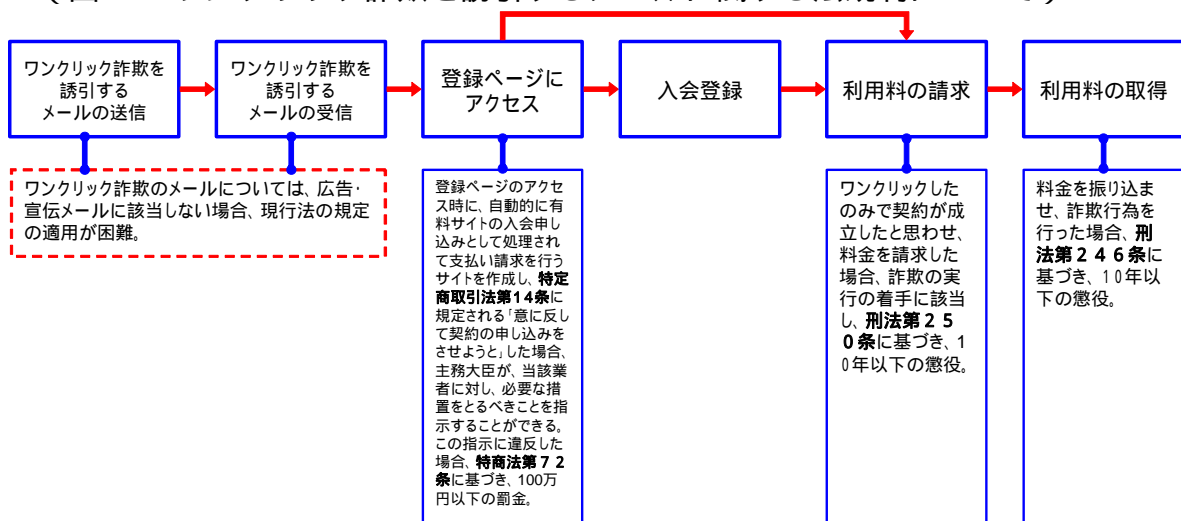 ワンクリック詐欺を
誘引する
メールの送信
ワンクリック詐欺を
誘引する
メールの受信
登録ページに
アクセス
入会登録
利用料の請求
利用料の取得
ワンクリック詐欺のメールについては、広告・
宣伝メールに該当しない場合、現行法の規定
の適用が困難。
登録ページのアクセ
ス時に、自動的に有
料サイトの入会申し
込みとして処理され
て支払い請求を行う
サイトを作成し、特定
商取引法第14条に
規定される「意に反し
て契約の申し込みを
させようと」した場合、
主務大臣が、当該業
者に対し、必要な措
置をとるべきことを指
示することができる。
この指示に違反した
場合、特商法第72
条に基づき、100万
円以下の罰金。
ワンクリックした
のみで契約が成
立したと思わせ、
料金を請求した
場合、詐欺の実
行の着手に該当
し、刑法第25
0条に基づき、1
0年以下の懲役。
料金を振り込ま
せ、詐欺行為を
行った場合、刑
法第246条に
基づき、10年以
下の懲役。